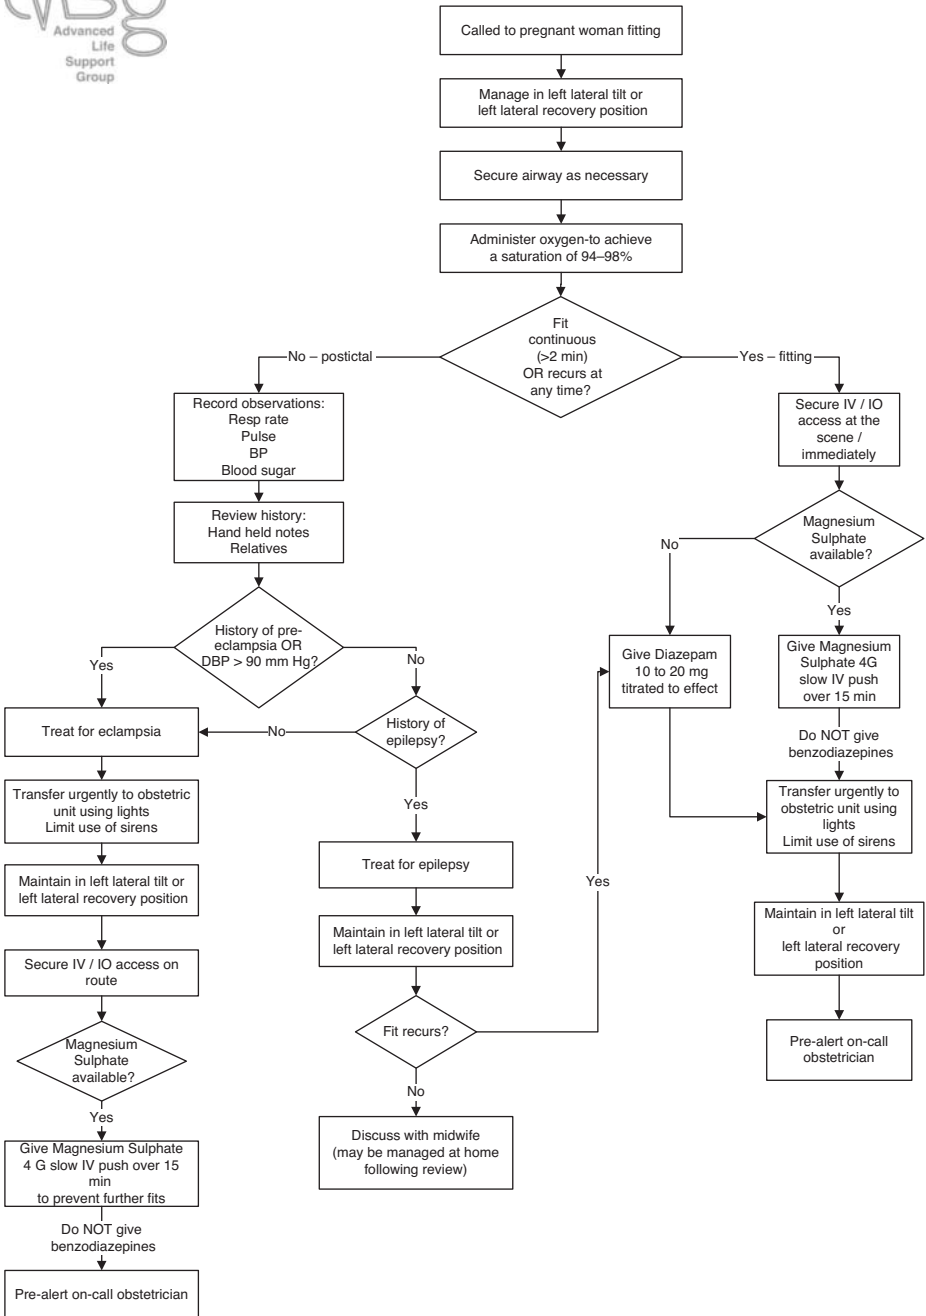 Advanced
Life
Support
Group
Called to pregnant woman fitting
Manage in left lateral tilt or
left lateral recovery position
Secure airway as necessary
Administer oxygen-to achieve
a saturation of 94–98%
Fit
continuous
(>2 min)
OR recurs at
any time?
No – postictal
Yes – fitting
Record observations:
Resp rate
Pulse
BP
Blood sugar
Review history:
Hand held notes
Relatives
History of pre-
eclampsia OR
DBP > 90 mm Hg?
Yes
No
Treat for eclampsia
No
History of
epilepsy?
Transfer urgently to obstetric
unit using lights
Limit use of sirens
Maintain in left lateral tilt or
left lateral recovery position
Secure IV / IO access on
route
Magnesium
Sulphate
available?
Yes
Give Magnesium Sulphate
4 G slow IV push over 15
min
to prevent further fits
Do NOT give
benzodiazepines
Pre-alert on-call obstetrician
Yes
Treat for epilepsy
Maintain in left lateral tilt or
left lateral recovery position
Fit recurs?
No
Discuss with midwife
(may be managed at home
following review)
Yes
Secure IV / IO
access at the
scene /
immediately
Magnesium
Sulphate
available?
No
Yes
Give Diazepam
10 to 20 mg
titrated to effect
Give Magnesium
Sulphate 4G
slow IV push
over 15 min
Do NOT give
benzodiazepines
Transfer urgently to
obstetric unit using
lights
Limit use of sirens
Maintain in left lateral tilt
or
left lateral recovery
position
Pre-alert on-call
obstetrician